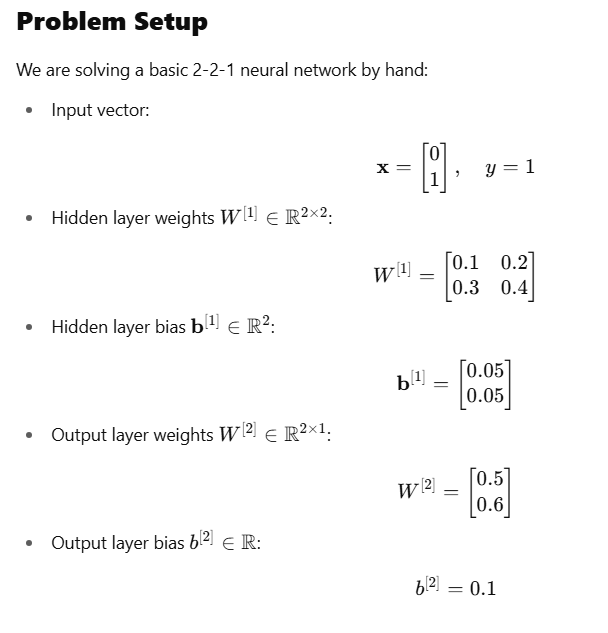 Problem Setup
We are solving a basic 2-2-1 neural network by hand:
• Input vector:
$\mathbf{x} = \begin{bmatrix} 0 \\ 1 \end{bmatrix}, \quad y = 1$
• Hidden layer weights $W^{[1]} \in \mathbb{R}^{2\times 2}$:
$W^{[1]} = \begin{bmatrix} 0.1 & 0.2 \\ 0.3 & 0.4 \end{bmatrix}$
• Hidden layer bias $\mathbf{b}^{[1]} \in \mathbb{R}^{2}$:
$\mathbf{b}^{[1]} = \begin{bmatrix} 0.05 \\ 0.05 \end{bmatrix}$
• Output layer weights $W^{[2]} \in \mathbb{R}^{2\times 1}$:
$W^{[2]} = \begin{bmatrix} 0.5 \\ 0.6 \end{bmatrix}$
• Output layer bias $b^{[2]} \in \mathbb{R}$:
$b^{[2]} = 0.1$